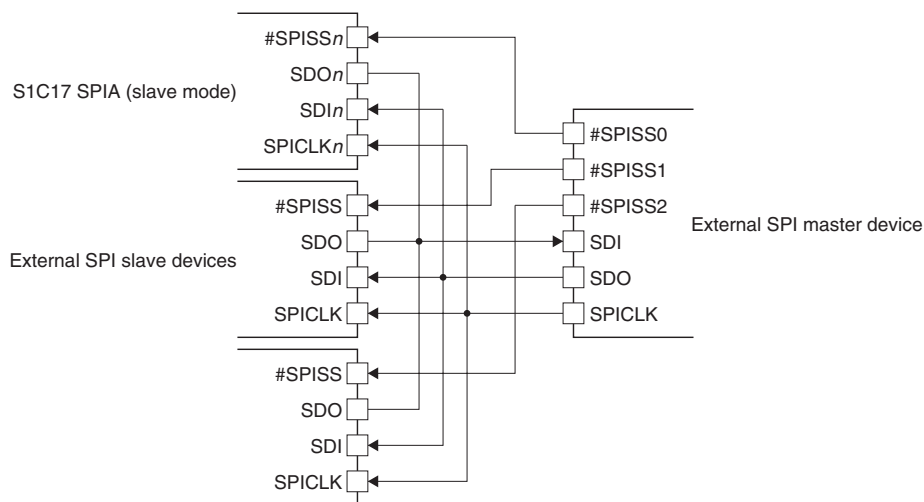 #SPISSn
SDOn
S1C17 SPIA (slave mode)
SDIn
SPICLKn
#SPISS
SDO
External SPI slave devices
SDI
SPICLK
#SPISS
SDO
SDI
SPICLK
#SPISS0
#SPISS1
#SPISS2
External SPI master device
SDI
SDO
SPICLK